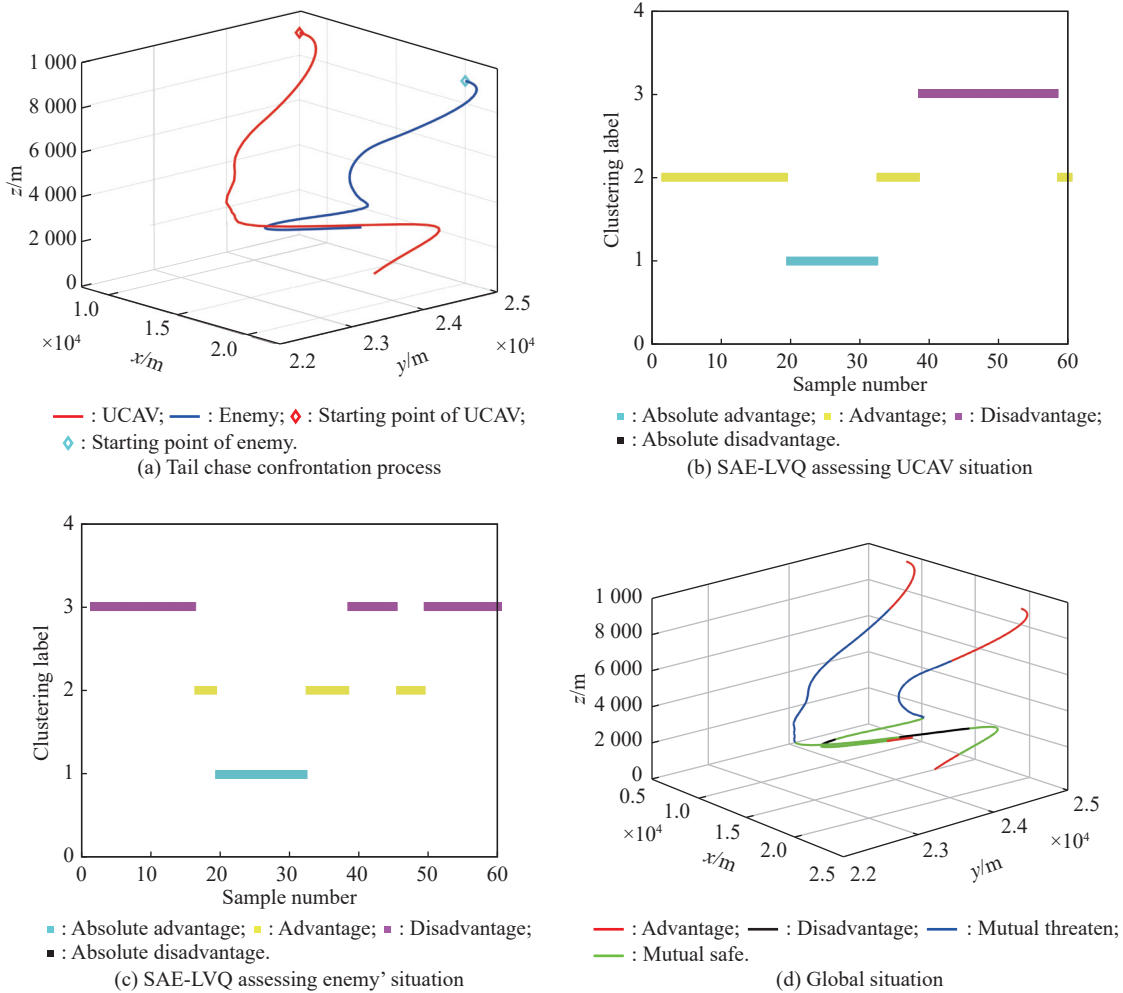 1 000
8 000
6 000
4 000
2 000
0
z/m
1.0
1.5
2.0
×10⁴
x/m
2.2
2.3
2.4
2.5
×10⁴
y/m
: UCAV; : Enemy; : Starting point of UCAV;
: Starting point of enemy.
(a) Tail chase confrontation process
4
3
2
1
0
Clustering label
0 10 20 30 40 50 60
Sample number
: Absolute advantage; : Advantage; : Disadvantage;
: Absolute disadvantage.
(b) SAE-LVQ assessing UCAV situation
4
3
2
1
0
Clustering label
0 10 20 30 40 50 60
Sample number
: Absolute advantage; : Advantage; : Disadvantage;
: Absolute disadvantage.
(c) SAE-LVQ assessing enemy’ situation
1 000
8 000
6 000
4 000
2 000
0
z/m
0.5
1.0
1.5
2.0
2.5
×10⁴
x/m
2.2
2.3
2.4
2.5
×10⁴
y/m
: Advantage; : Disadvantage; : Mutual threaten;
: Mutual safe.
(d) Global situation